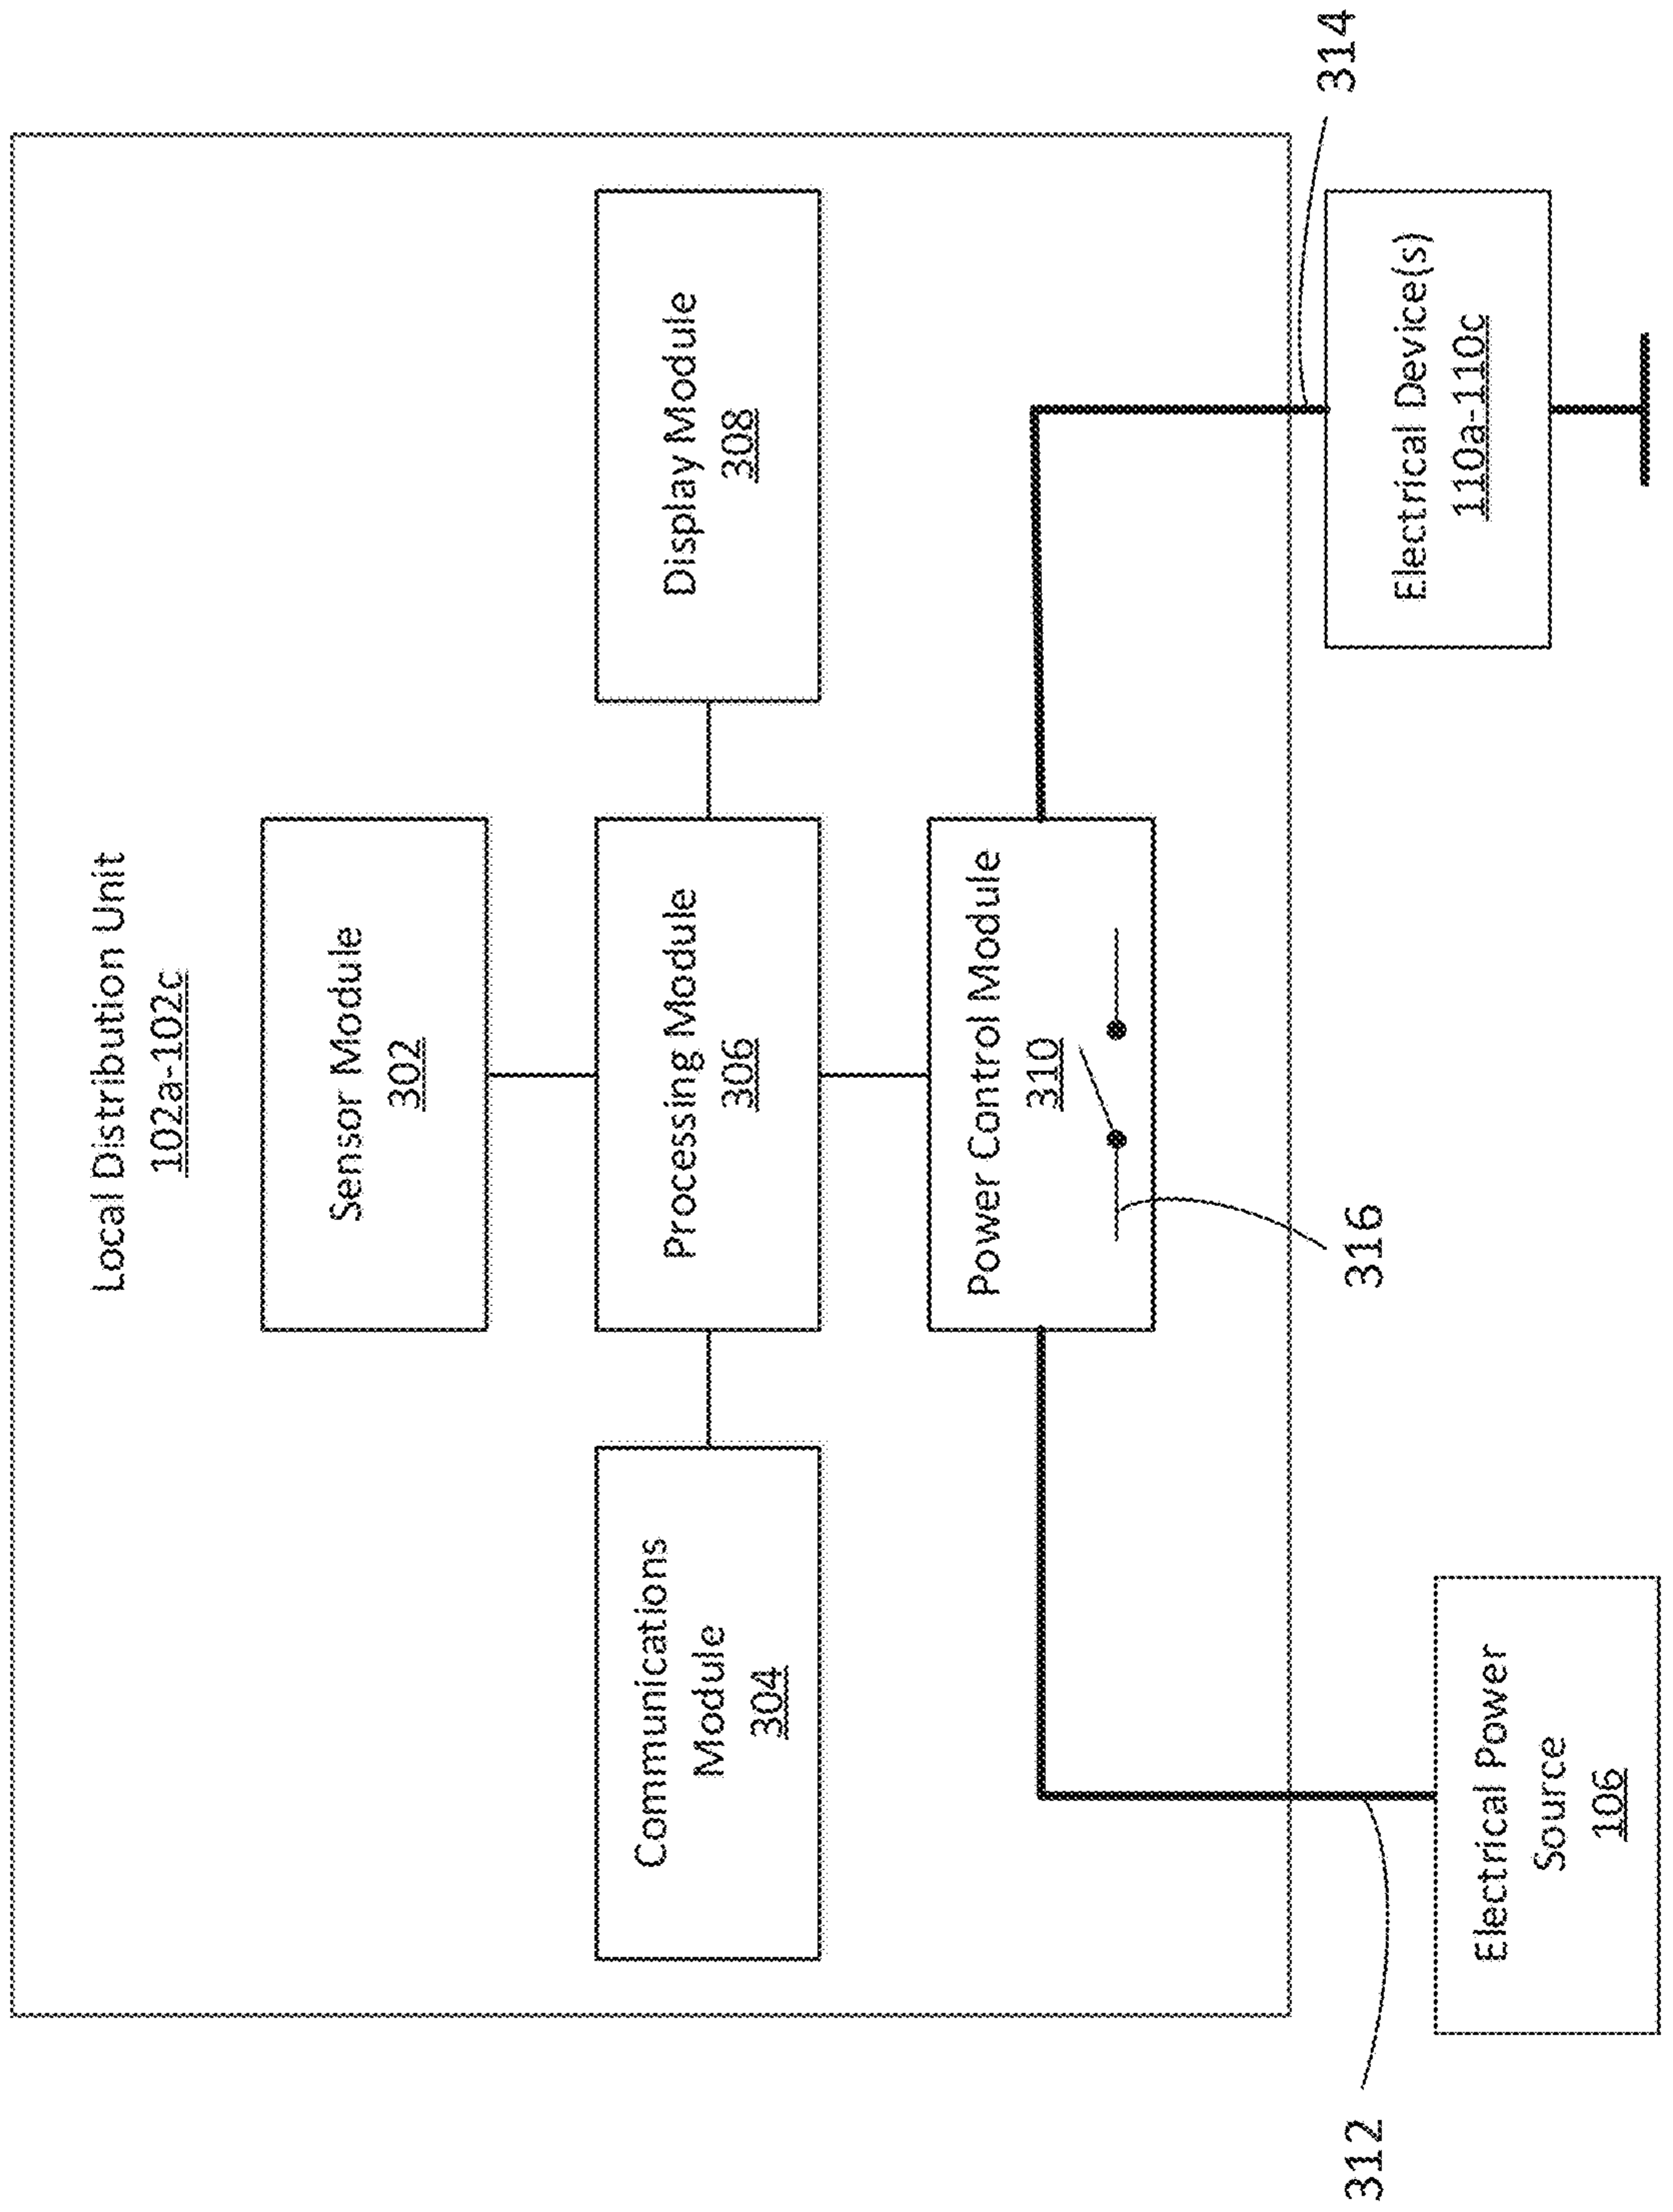 Local Distribution Unit
102a-102c
Sensor Module
302
Communications
Module
304
Processing Module
306
Display Module
308
Power Control Module
310
316
314
Electrical Device(s)
110a-110c
312
Electrical Power
Source
106